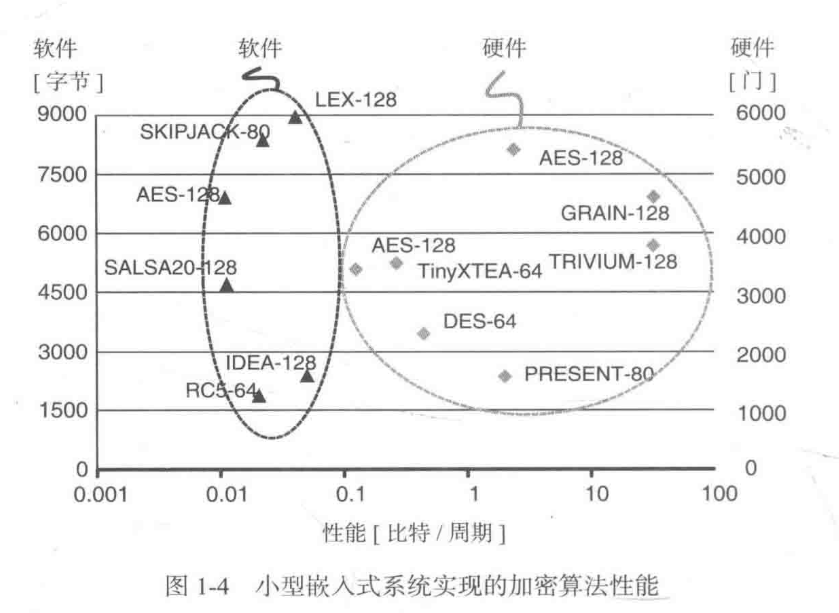 软件 软件 硬件 硬件
[ 字节 ] [ 门 ]
9000 LEX-128 6000
SKIPJACK-80 AES-128
7500 5000
AES-128 GRAIN-128
6000 4000
AES-128
SALSA20-128 TinyXTEA-64 TRIVIUM-128
4500 3000
DES-64
3000 2000
IDEA-128 PRESENT-80
RC5-64
1500 1000
0 0
0.001 0.01 0.1 1 10 100
性能 [ 比特 / 周期 ]
图 1-4 小型嵌入式系统实现的加密算法性能